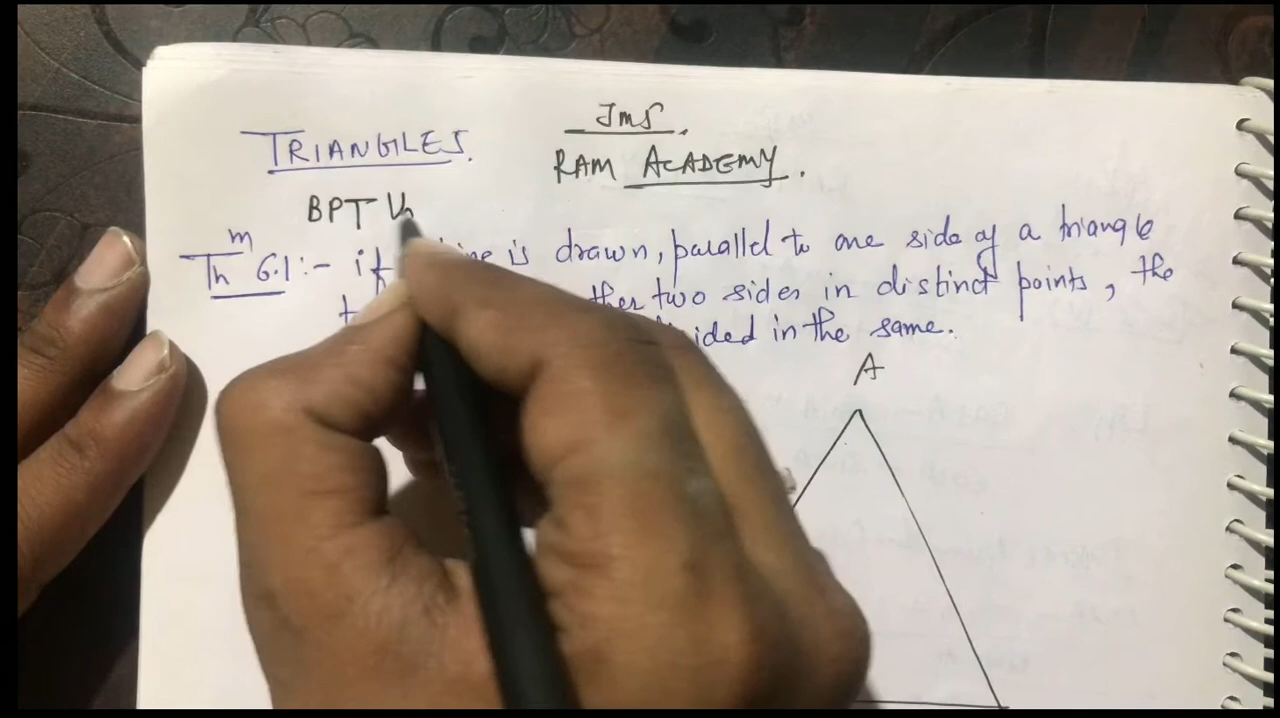 Jms.
TRIANGLES.
RAM ACADEMY.
BPT
Thm 6.1:- if line is drawn, parallel to one side of a triangle
two sides in distinct points, the
in the same.
A